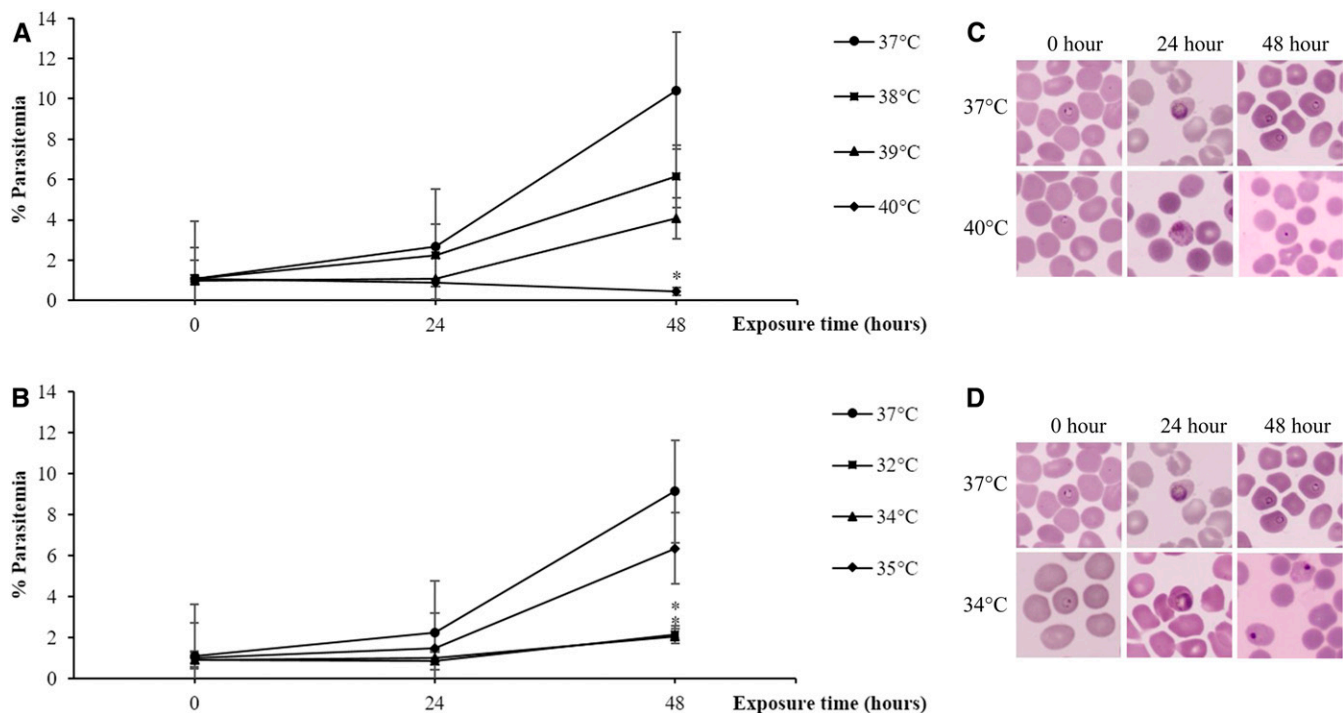 A
14
12
10
8
6
4
2
0
% Parasitemia
0
24
48
Exposure time (hours)
*
37°C
38°C
39°C
40°C
B
14
12
10
8
6
4
2
0
% Parasitemia
0
24
48
Exposure time (hours)
*
*
37°C
32°C
34°C
35°C
C
0 hour 24 hour 48 hour
37°C
40°C
D
0 hour 24 hour 48 hour
37°C
34°C